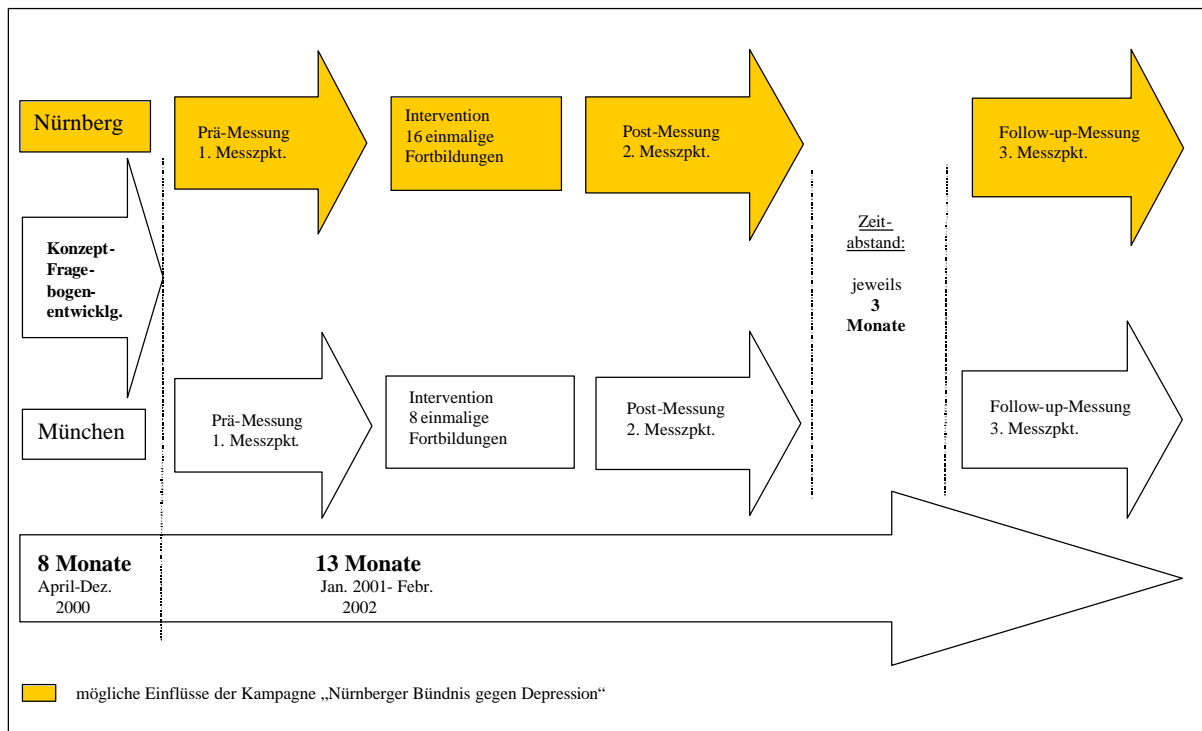 Nürnberg
Prä-Messung
1. Messzpkt.
Intervention
16 einmalige
Fortbildungen
Post-Messung
2. Messzpkt.
Follow-up-Messung
3. Messzpkt.
Konzept-
Frage-
bogen-
entwicklg.
Zeit-
abstand:
jeweils
3
Monate
München
Prä-Messung
1. Messzpkt.
Intervention
8 einmalige
Fortbildungen
Post-Messung
2. Messzpkt.
Follow-up-Messung
3. Messzpkt.
8 Monate
April-Dez.
2000
13 Monate
Jan. 2001- Febr.
2002
mögliche Einflüsse der Kampagne „Nürnberger Bündnis gegen Depression“